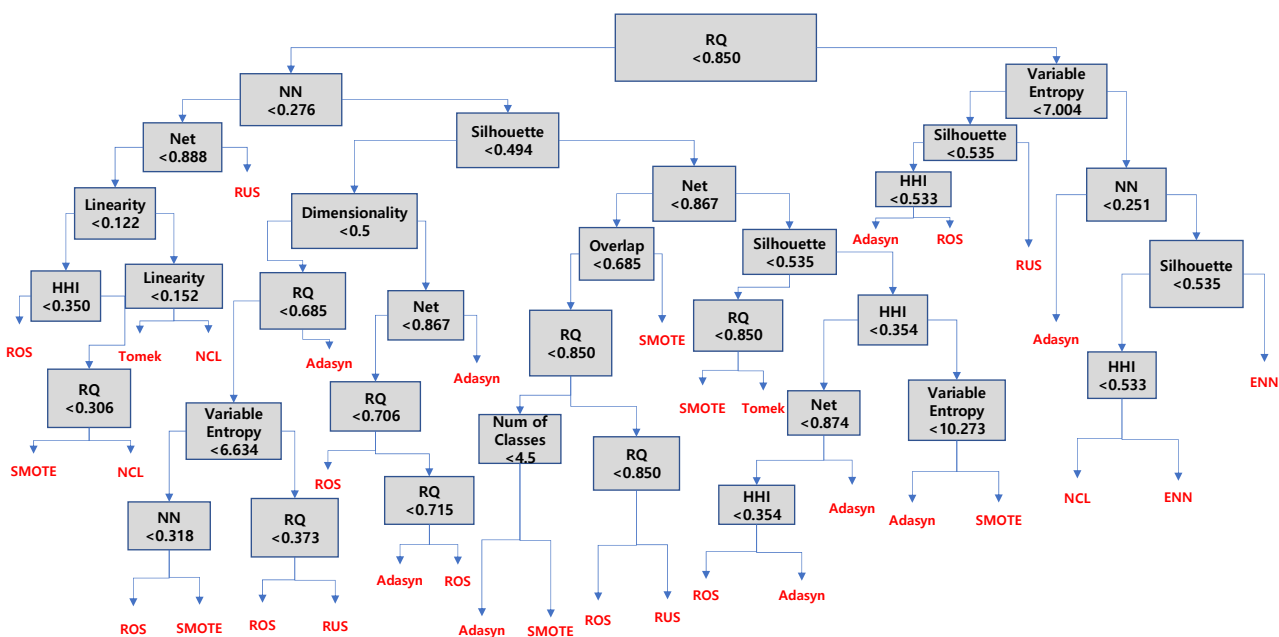 RQ
<0.850
NN
<0.276
Variable
Entropy
<7.004
Net
<0.888
Silhouette
<0.494
Silhouette
<0.535
RUS
Linearity
<0.122
Dimensionality
<0.5
Net
<0.867
HHI
<0.533
NN
<0.251
Adasyn
ROS
RUS
HHI
<0.350
Linearity
<0.152
RQ
<0.685
Net
<0.867
Overlap
<0.685
Silhouette
<0.535
Silhouette
<0.535
ROS
Tomek
NCL
Adasyn
Adasyn
RQ
<0.850
SMOTE
RQ
<0.850
HHI
<0.354
Adasyn
HHI
<0.533
ENN
RQ
<0.306
Variable
Entropy
<6.634
RQ
<0.706
Num of
Classes
<4.5
RQ
<0.850
SMOTE
Tomek
Net
<0.874
Variable
Entropy
<10.273
SMOTE
NCL
ROS
RQ
<0.715
HHI
<0.354
Adasyn
Adasyn
SMOTE
NCL
ENN
NN
<0.318
RQ
<0.373
Adasyn
ROS
ROS
Adasyn
ROS
SMOTE
ROS
RUS
Adasyn
SMOTE
ROS
RUS